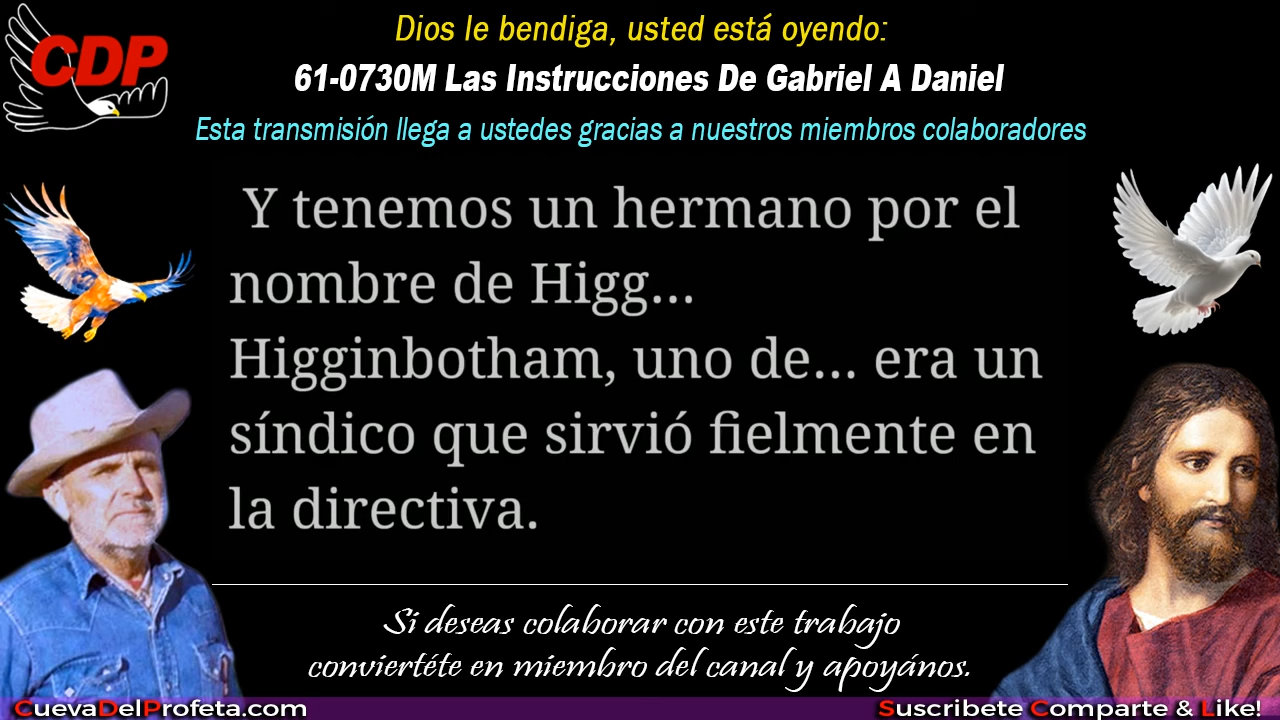 CDP
Dios le bendiga, usted está oyendo:
61-0730M Las Instrucciones De Gabriel A Daniel
Esta transmisión llega a ustedes gracias a nuestros miembros colaboradores
Y tenemos un hermano por el
nombre de Higg...
Higginbotham, uno de... era un
síndico que sirvió fielmente en
la directiva.
Si deseas colaborar con este trabajo
conviertéte en miembro del canal y apoyános.
CuevaDelProfeta.com
Suscribete Comparte & Like!